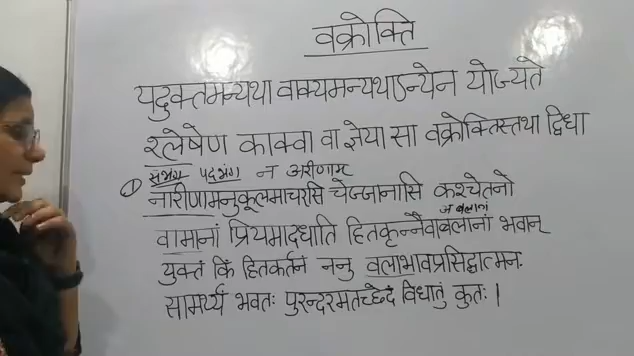 वक्रोक्ति
यदुक्तमन्यथा वाक्यमन्यथाऽन्येन योज्यते
श्लेषेण काक्वा वा ज्ञेया सा वक्रोक्तिस्तथा द्विधा
सभंग पदभंग न अरीणाम्
① नारीणामनुकूलमाचरसि चेज्जानासि कश्चेतनो
न बलानां
वामानां प्रियमादधाति हितकृन्नैवाबलानां भवान्
युक्तं किं हितकर्तनं ननु बलाभावप्रसिद्धात्मनः
सामर्थ्यं भवतः पुरन्दरमतच्छेदं विधातुं कुतः ।